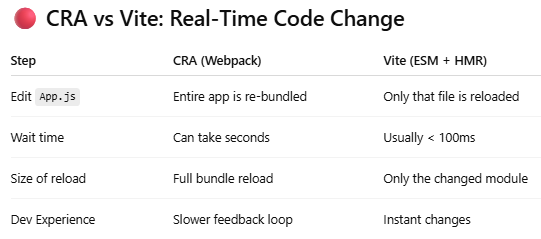 CRA vs Vite: Real-Time Code Change
Step CRA (Webpack) Vite (ESM + HMR)
Edit App.js Entire app is re-bundled Only that file is reloaded
Wait time Can take seconds Usually < 100ms
Size of reload Full bundle reload Only the changed module
Dev Experience Slower feedback loop Instant changes